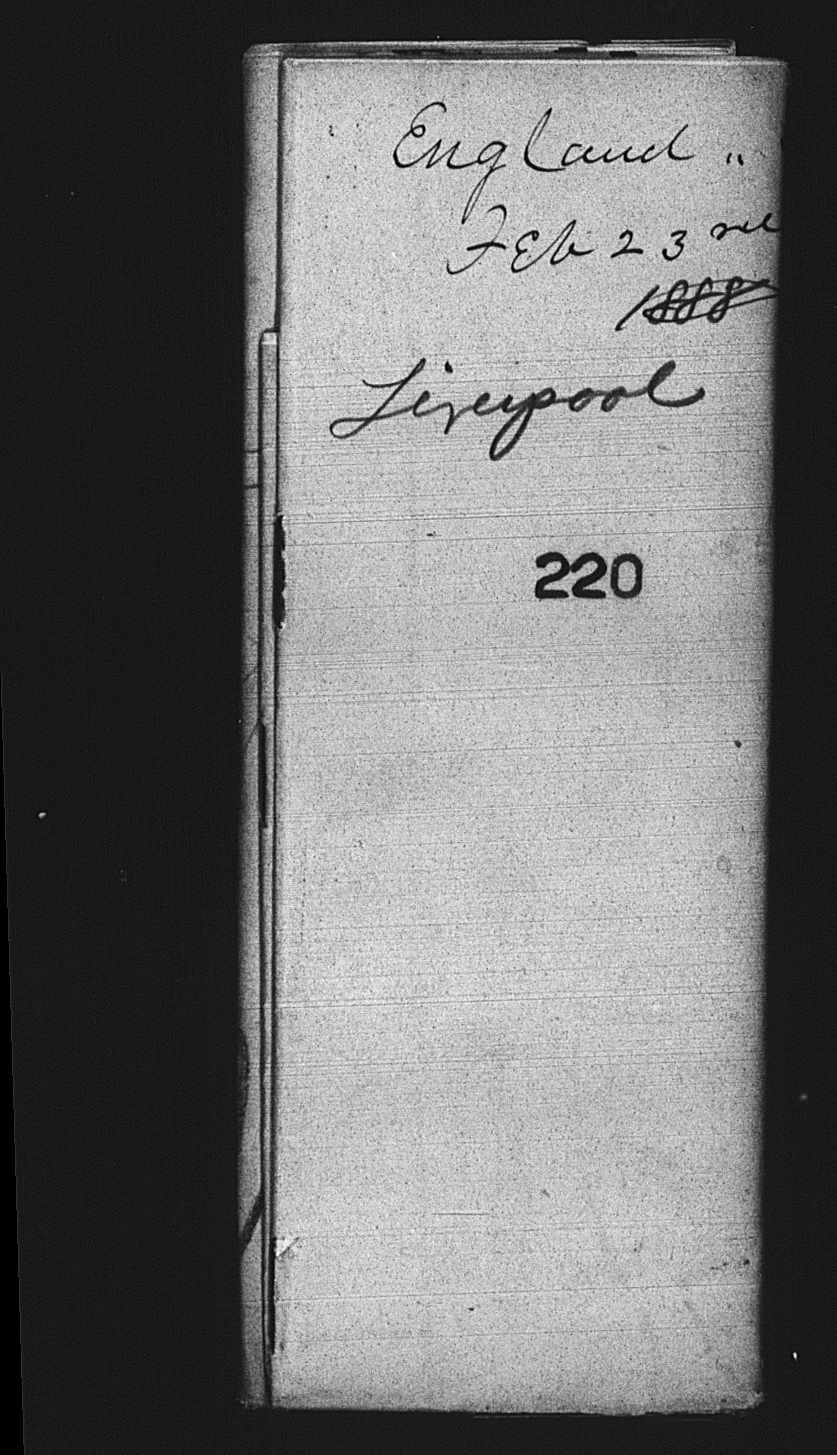 England "
Feb 23rd
1888
Liverpool
220